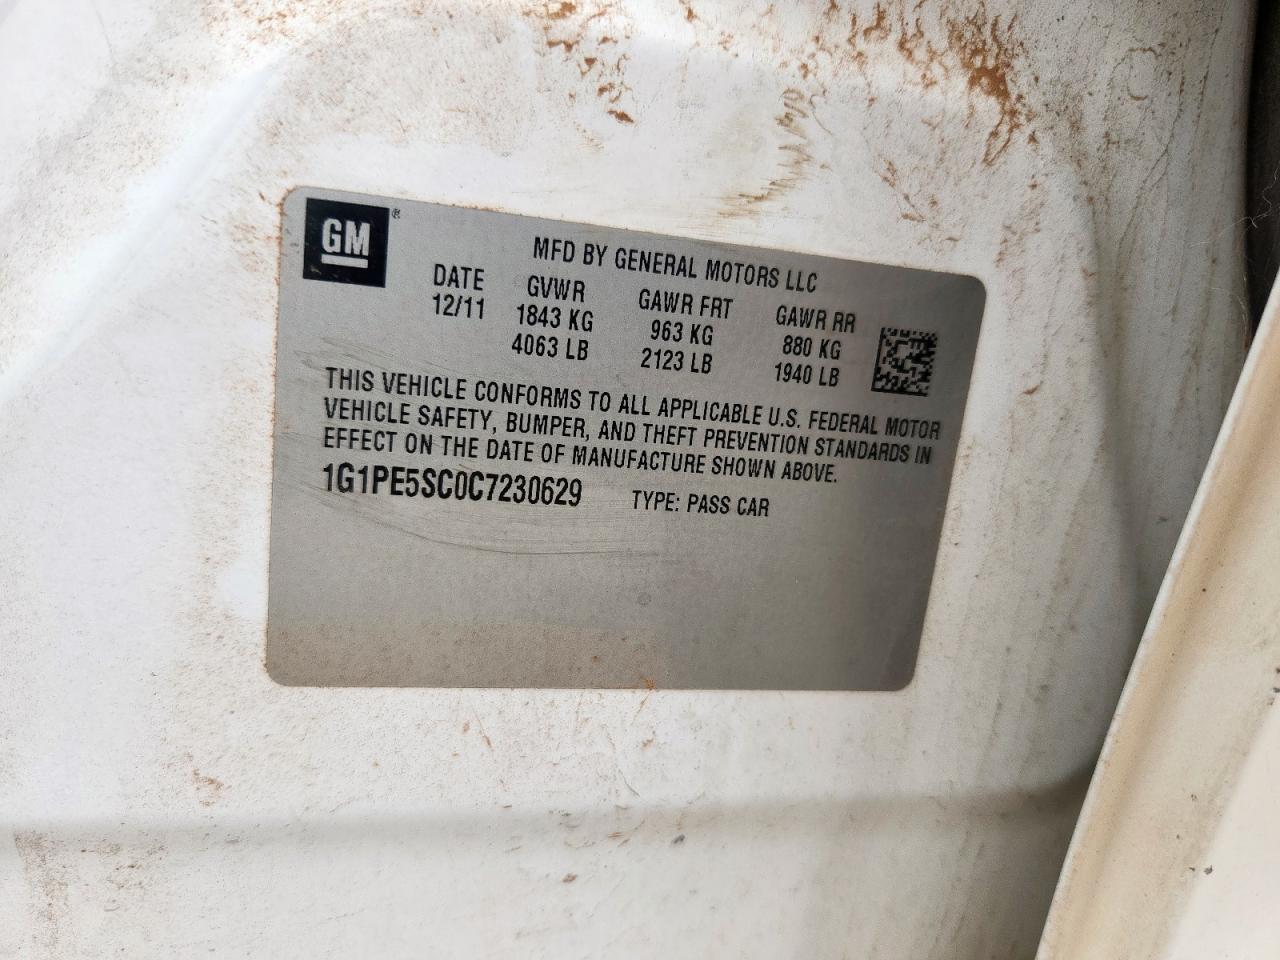 GM ®
MFD BY GENERAL MOTORS LLC
DATE GVWR GAWR FRT GAWR RR
12/11 1843 KG 963 KG 880 KG
4063 LB 2123 LB 1940 LB
THIS VEHICLE CONFORMS TO ALL APPLICABLE U.S. FEDERAL MOTOR
VEHICLE SAFETY, BUMPER, AND THEFT PREVENTION STANDARDS IN
EFFECT ON THE DATE OF MANUFACTURE SHOWN ABOVE.
1G1PE5SC0C7230629 TYPE: PASS CAR